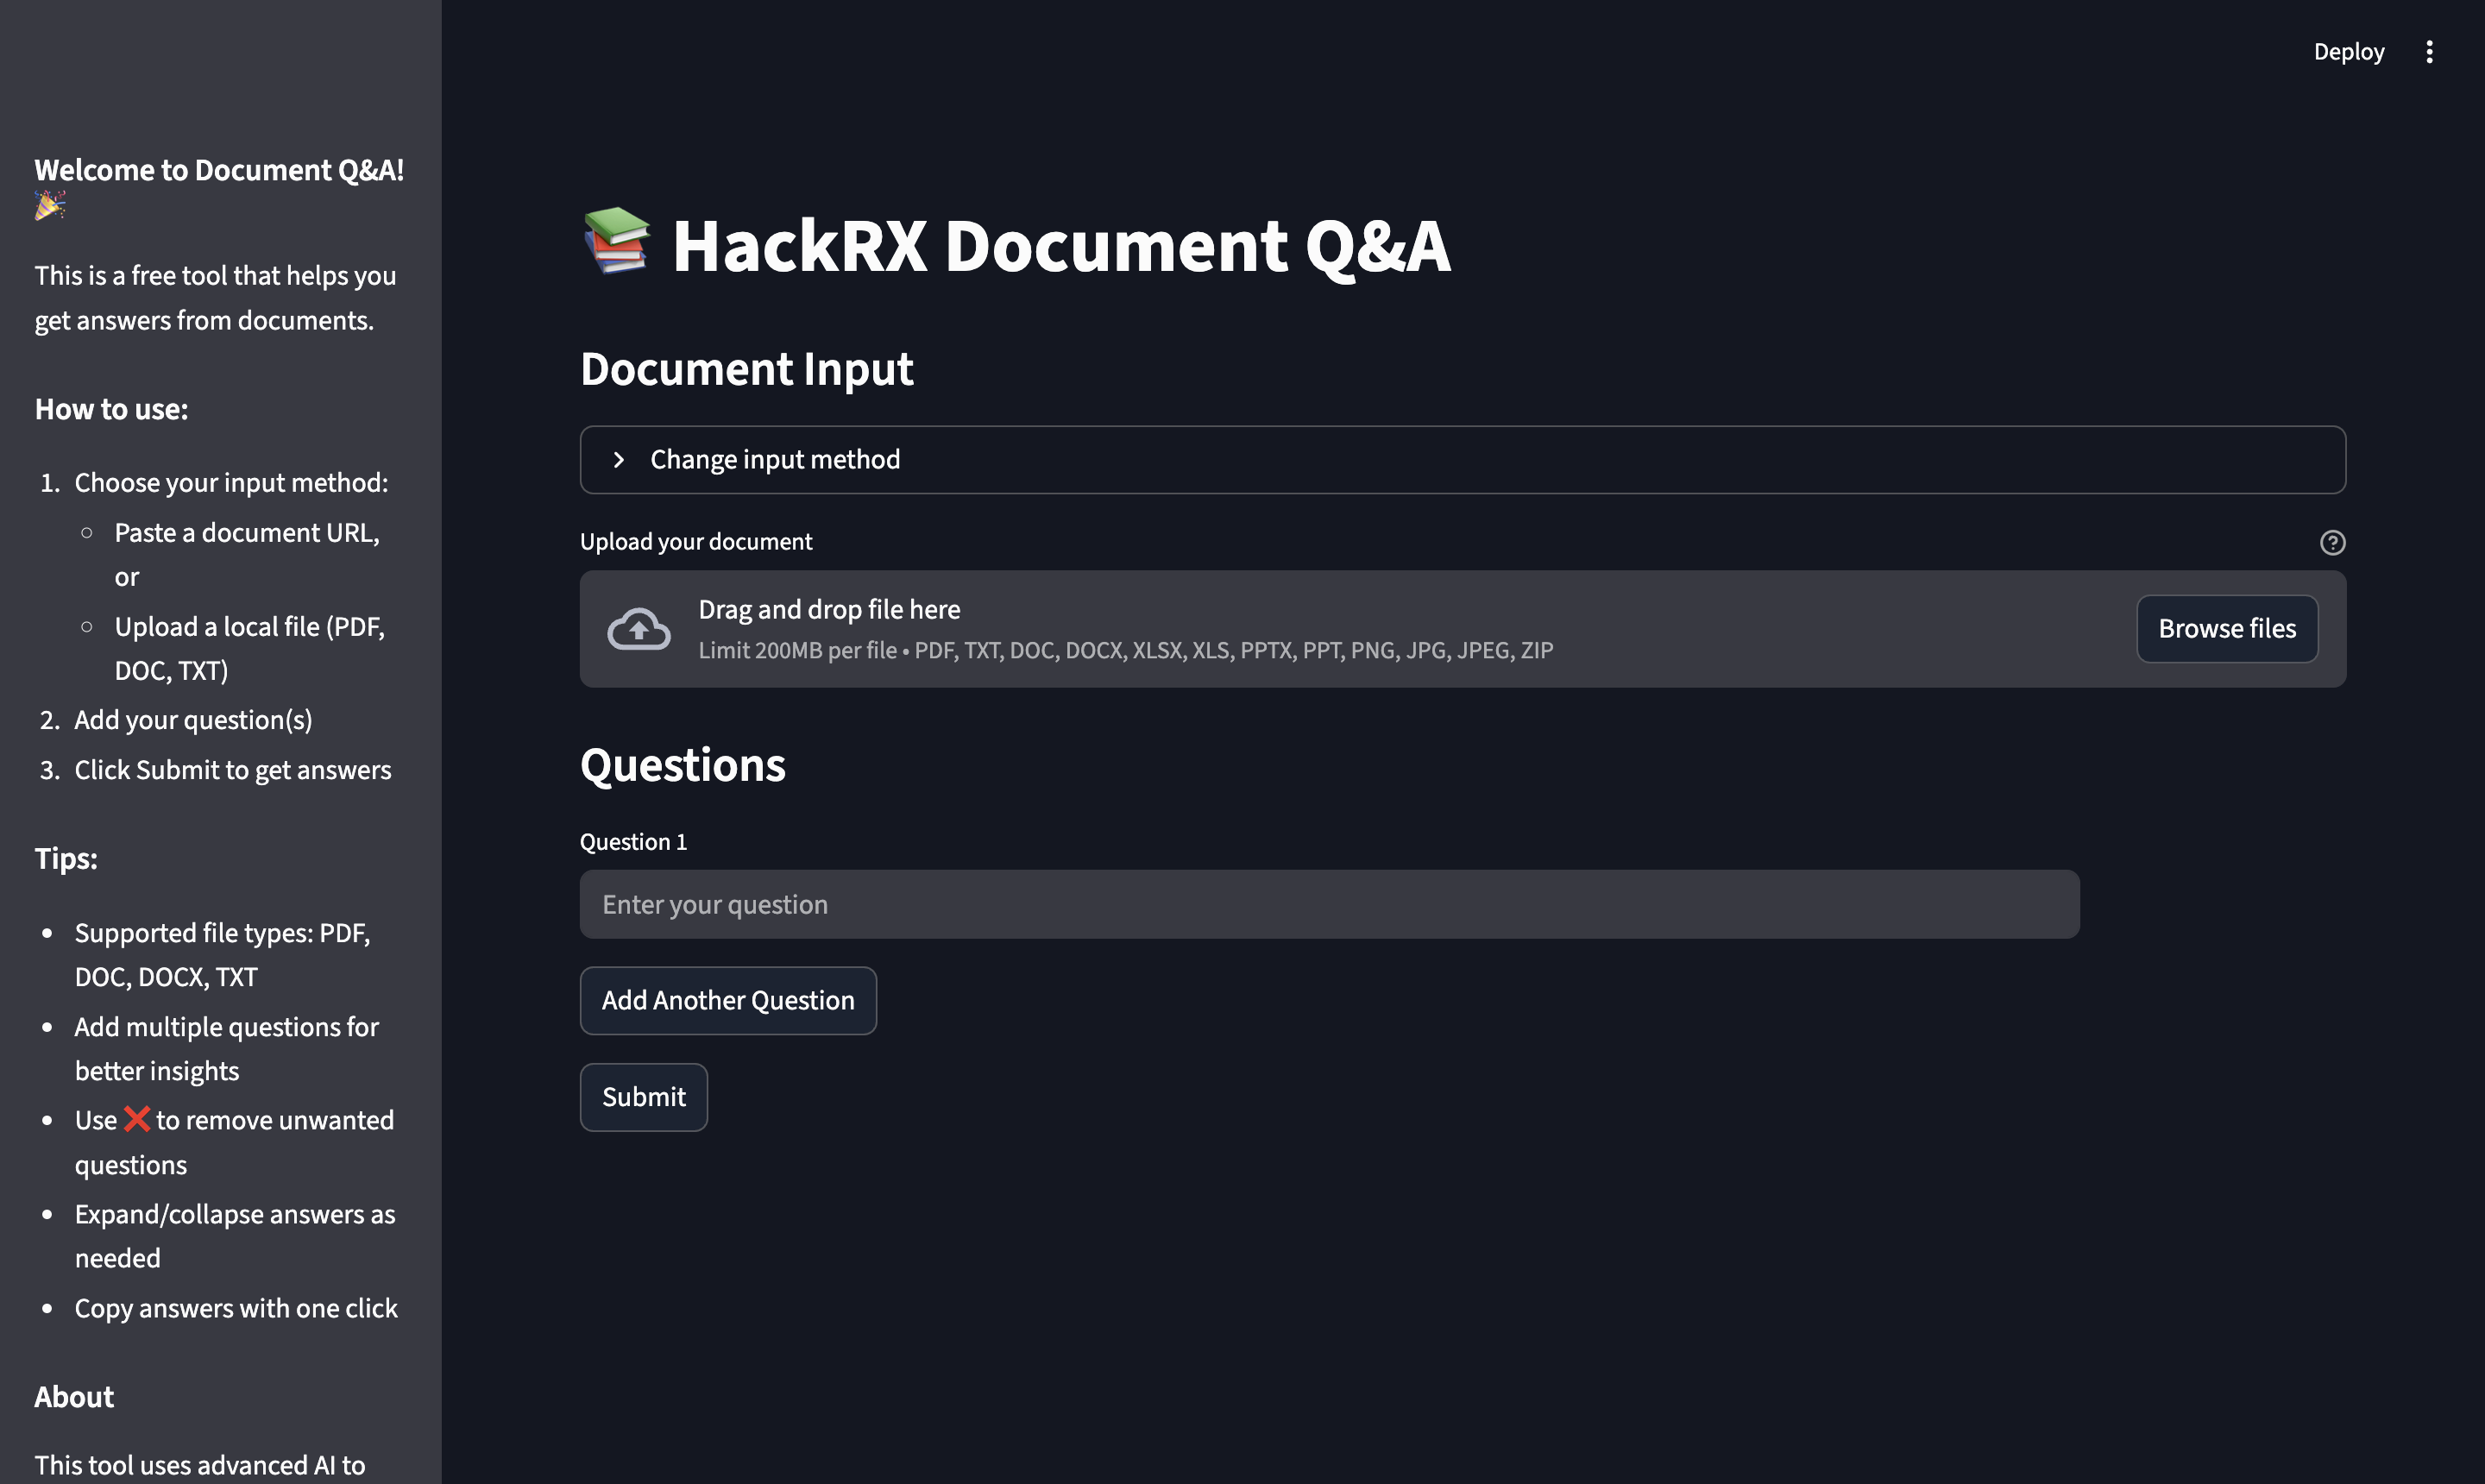 Deploy
Welcome to Document Q&A!
🎉
This is a free tool that helps you
get answers from documents.
How to use:
1. Choose your input method:
Paste a document URL,
or
Upload a local file (PDF,
DOC, TXT)
2. Add your question(s)
3. Click Submit to get answers
Tips:
Supported file types: PDF,
DOC, DOCX, TXT
Add multiple questions for
better insights
Use ❌ to remove unwanted
questions
Expand/collapse answers as
needed
Copy answers with one click
About
This tool uses advanced AI to
📚 HackRX Document Q&A
Document Input
Change input method
Upload your document
Drag and drop file here
Limit 200MB per file • PDF, TXT, DOC, DOCX, XLSX, XLS, PPTX, PPT, PNG, JPG, JPEG, ZIP
Browse files
Questions
Question 1
Enter your question
Add Another Question
Submit